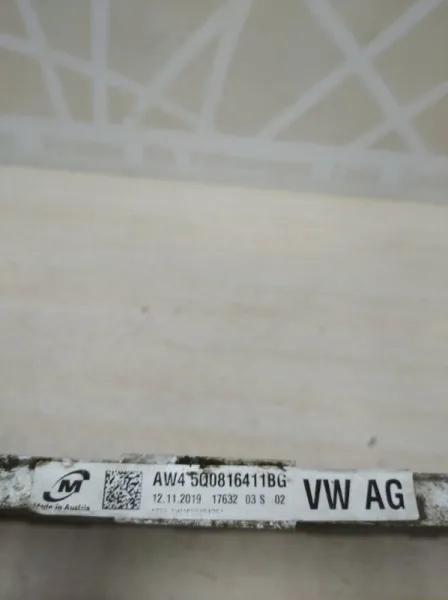 M
Made in Austria
AW4 5Q0816411BG
12.11.2019 17632 03 S 02
VW AG